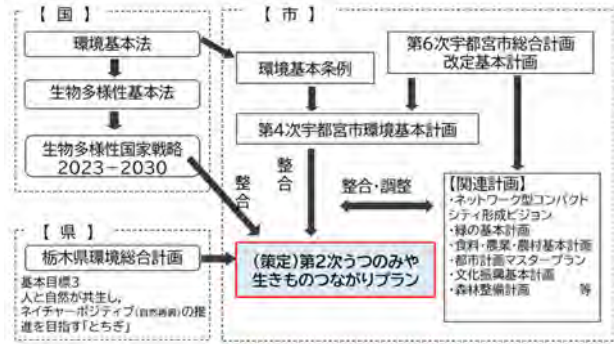 【 国 】
環境基本法
生物多様性基本法
生物多様性国家戦略
2023－2030
【 県 】
栃木県環境総合計画
基本目標3
人と自然が共生し，
ネイチャーポジティブ(自然再興)の推
進を目指す「とちぎ」
【 市 】
環境基本条例
第6次宇都宮市総合計画
改定基本計画
第4次宇都宮市環境基本計画
整合
整合
整合・調整
(策定)第2次うつのみや
生きものつながりプラン
【関連計画】
・ネットワーク型コンパクト
シティ形成ビジョン
・緑の基本計画
・食料・農業・農村基本計画
・都市計画マスタープラン
・文化振興基本計画
・森林整備計画　　等